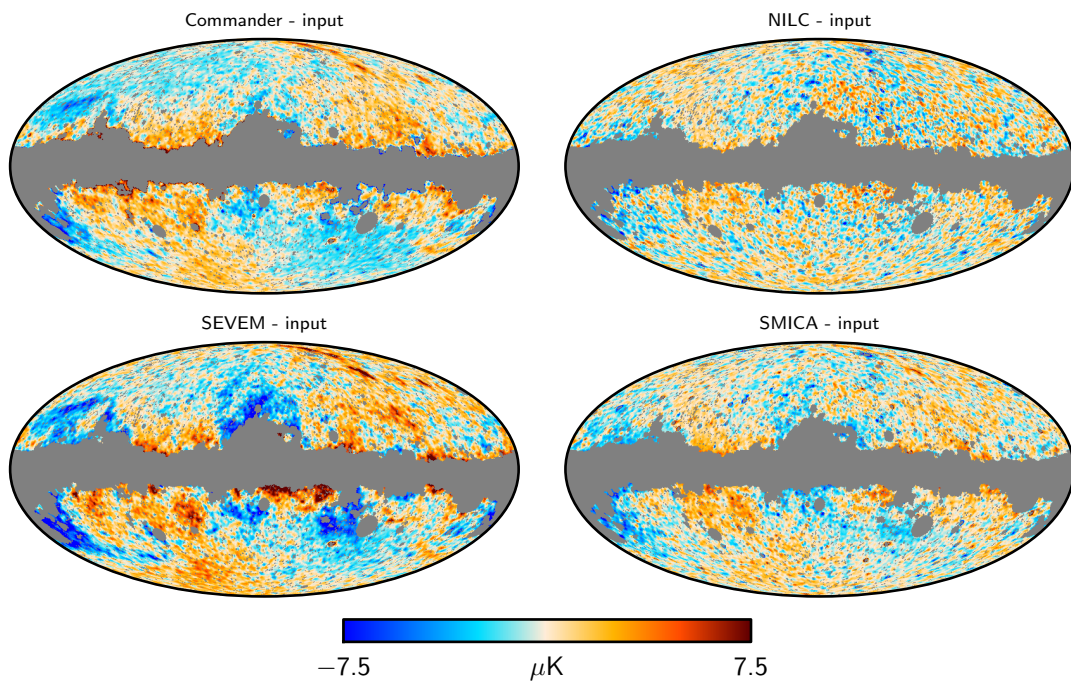 Commander - input
NILC - input
SEVEM - input
SMICA - input
−7.5 μK 7.5